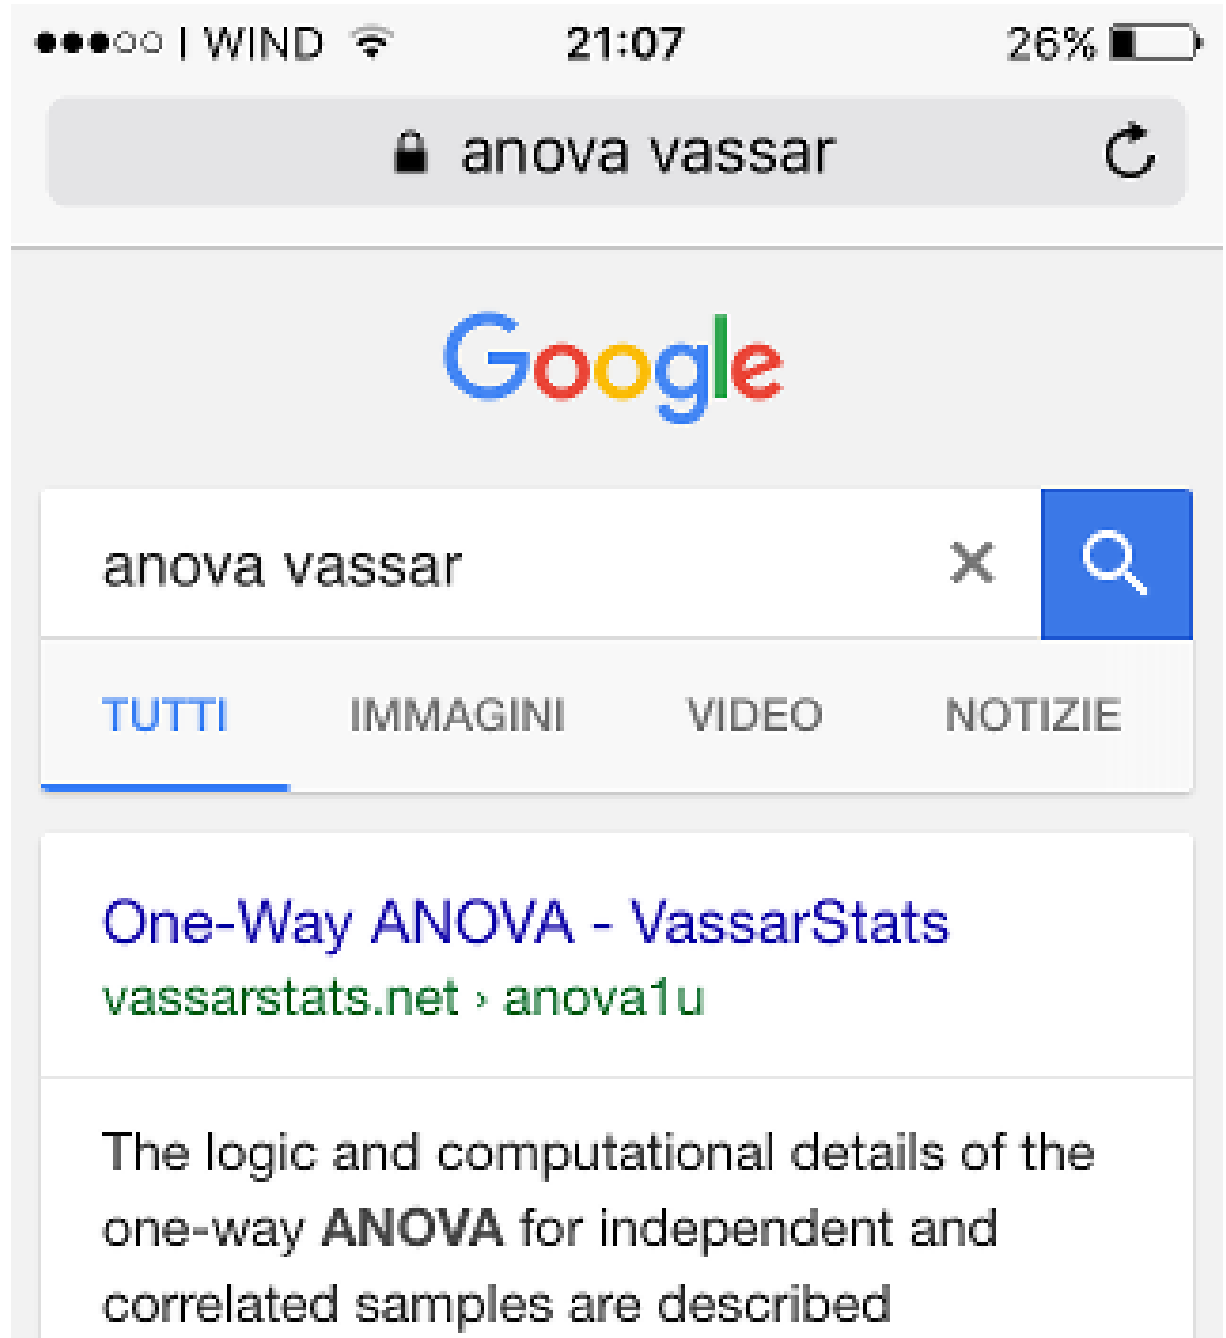 I WIND 21:07 26%
anova vassar
Google
anova vassar
TUTTI IMMAGINI VIDEO NOTIZIE
One-Way ANOVA - VassarStats
vassarstats.net › anova1u
The logic and computational details of the
one-way ANOVA for independent and
correlated samples are described